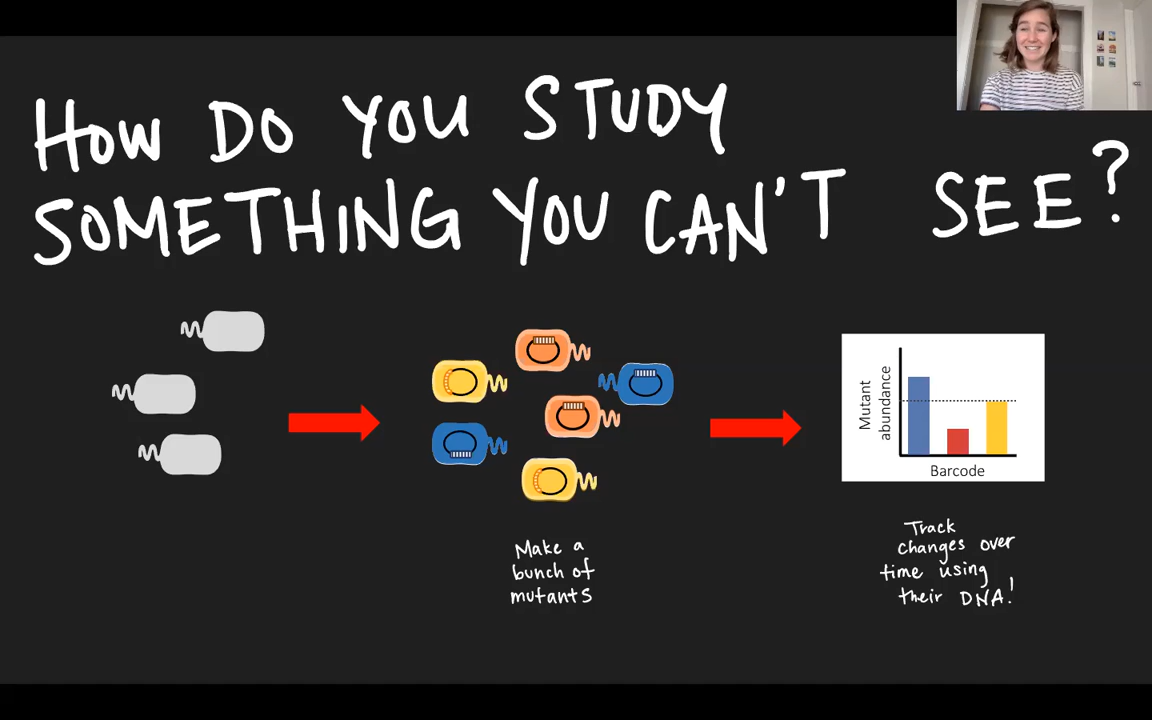 HOW DO YOU STUDY
SOMETHING YOU CAN'T SEE?
Make a
bunch of
mutants
Mutant
abundance
Barcode
Track
changes over
time using
their DNA!